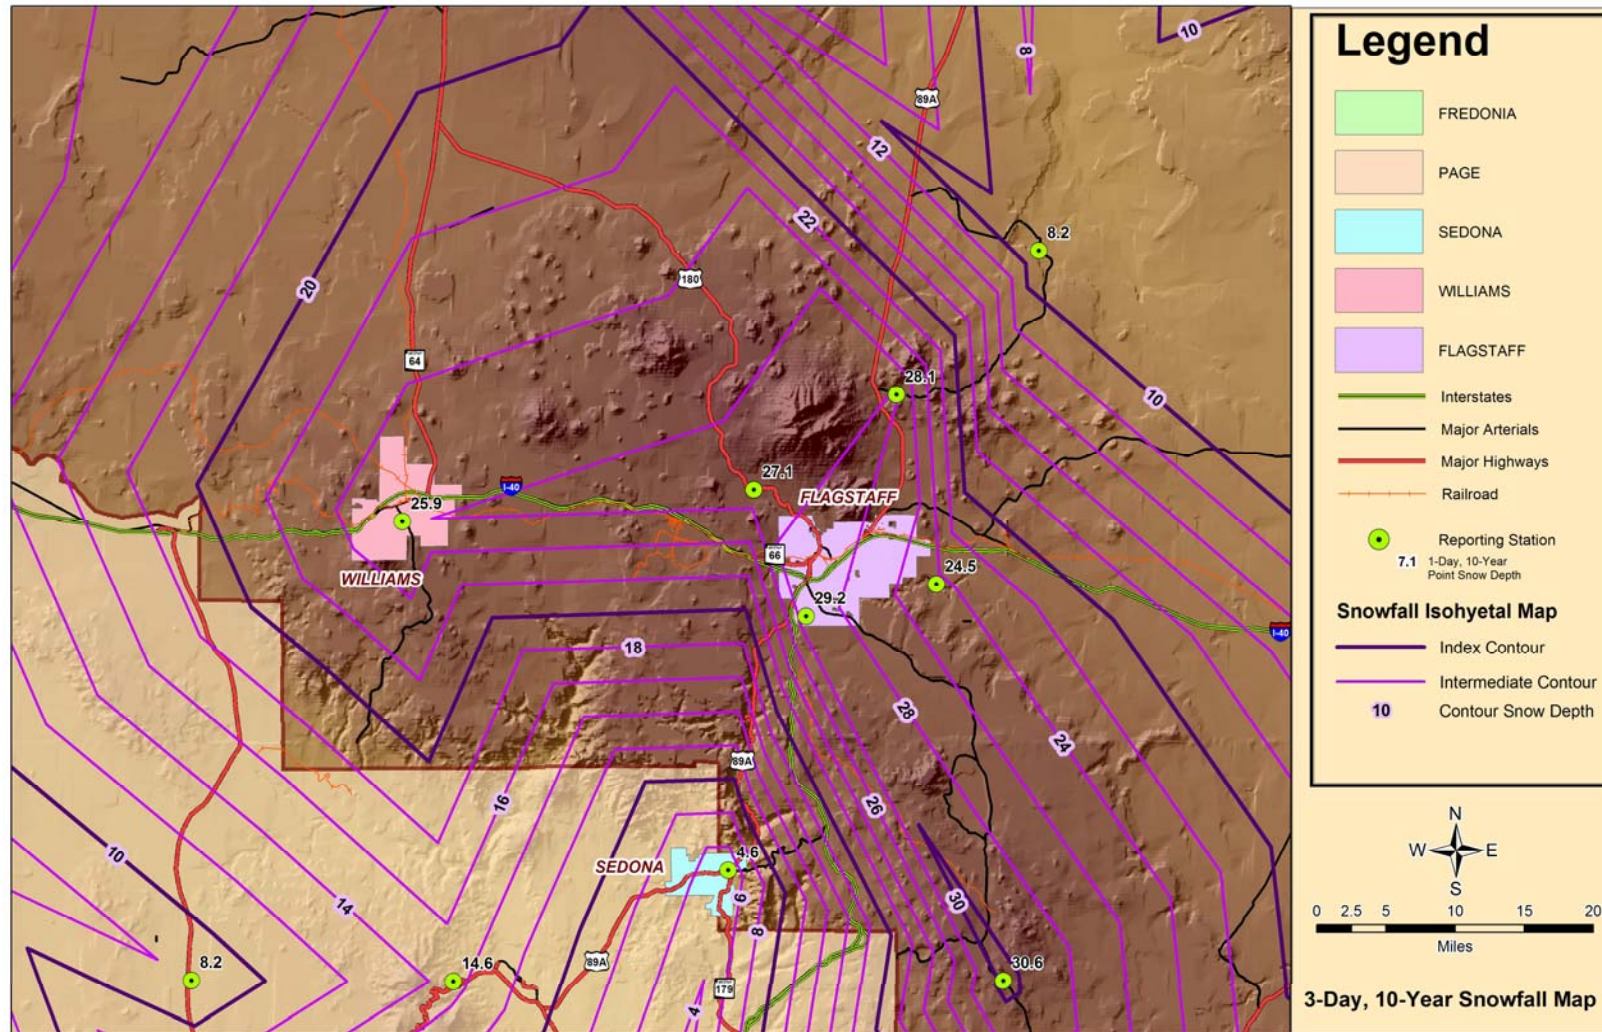 10
8
89A
12
22
8.2
180
20
64
28.1
10
27.1
FLAGSTAFF
I-40
25.9
66
WILLIAMS
24.5
29.2
I-40
18
28
24
89A
16
26
10
4.6
SEDONA
6
30
14
8
8.2
14.6
89A
30.6
179
4
Legend
FREDONIA
PAGE
SEDONA
WILLIAMS
FLAGSTAFF
Interstates
Major Arterials
Major Highways
Railroad
Reporting Station
7.1 1-Day, 10-Year
Point Snow Depth
Snowfall Isohyetal Map
Index Contour
Intermediate Contour
10 Contour Snow Depth
N
W E
S
0 2.5 5 10 15 20
Miles
3-Day, 10-Year Snowfall Map